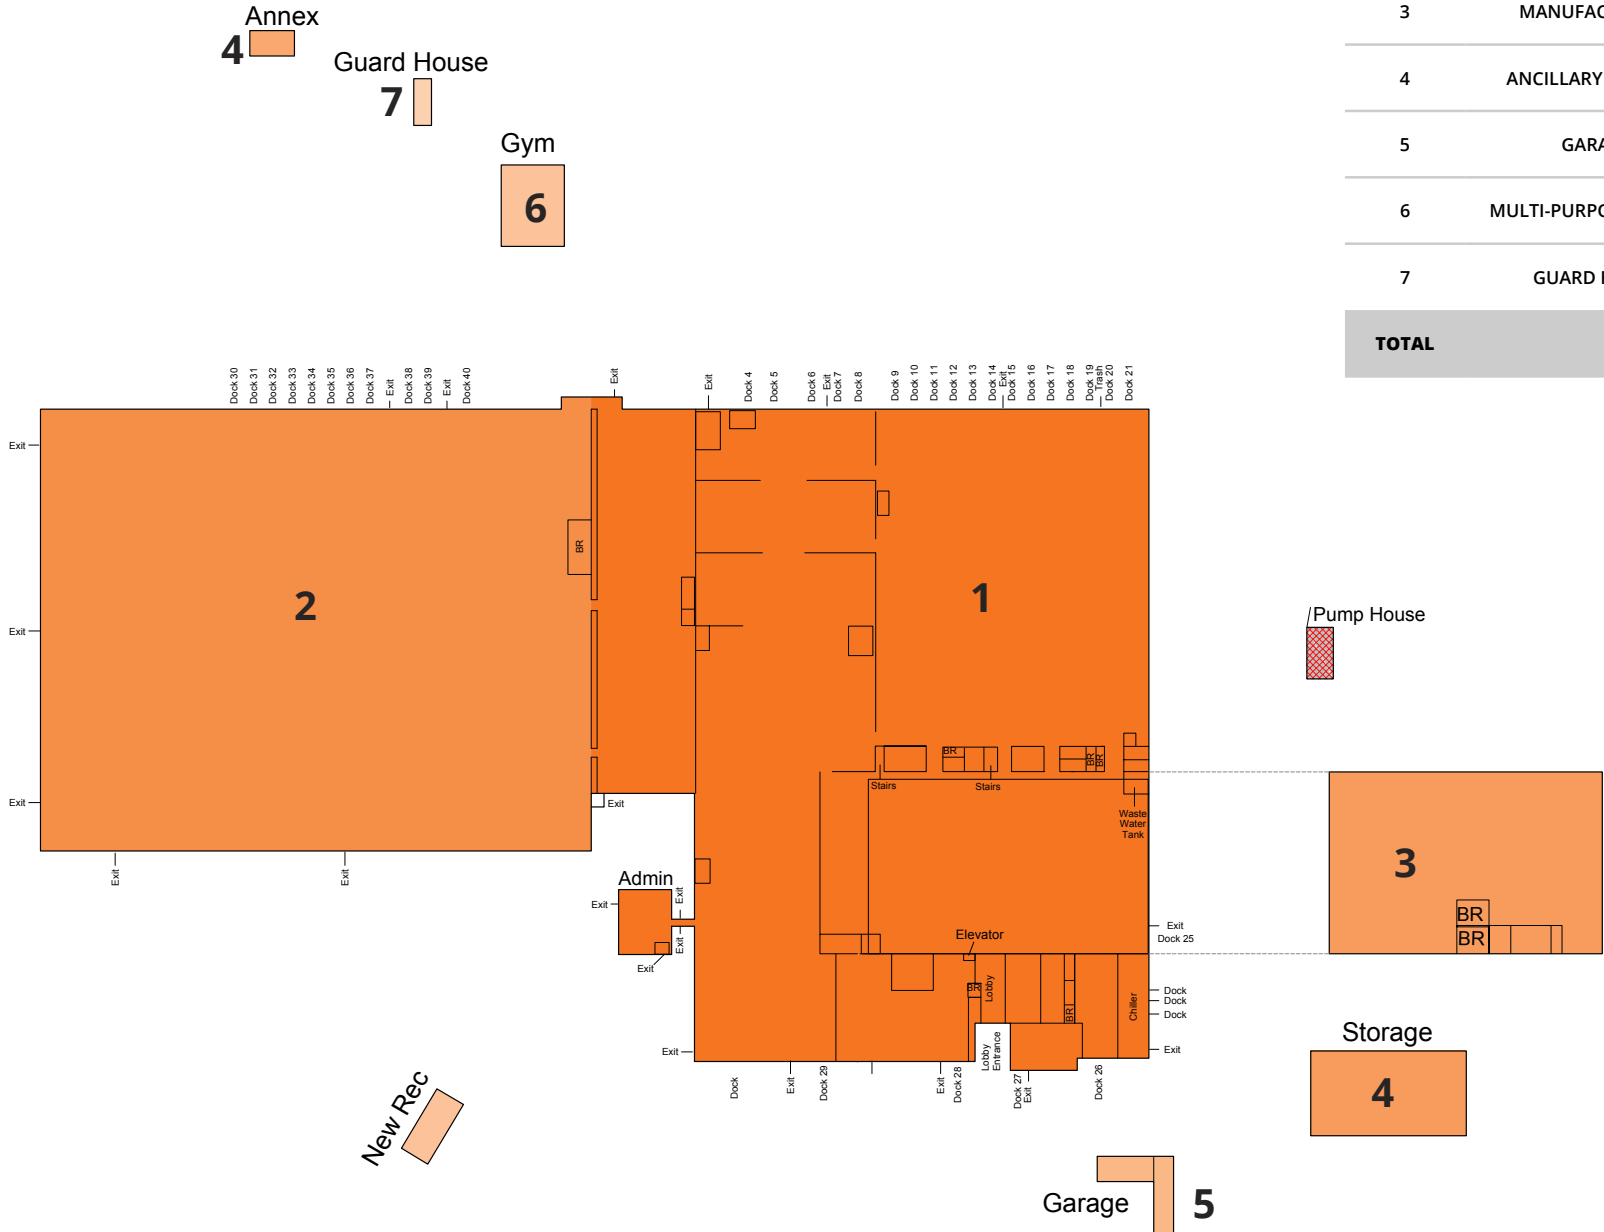 Annex
4
Guard House
7
Gym
6
3 MANUFAC
4 ANCILLARY
5 GARA
6 MULTI-PURPO
7 GUARD
TOTAL
Dock 30
Dock 31
Dock 32
Dock 33
Dock 34
Dock 35
Dock 36
Dock 37
Exit
Dock 38
Dock 39
Exit
Dock 40
Exit
Exit
Dock 4
Dock 5
Dock 6
Exit
Dock 7
Dock 8
Dock 9
Dock 10
Dock 11
Dock 12
Dock 13
Dock 14
Exit
Dock 15
Dock 16
Dock 17
Dock 18
Dock 19
Trash
Dock 20
Dock 21
Exit
Exit
Exit
2
BR
1
Pump House
BR
BR
BR
Stairs
Stairs
Waste
Water
Tank
Exit
Exit
Exit
3
BR
BR
Admin
Exit
Exit
Exit
Exit
Exit
Dock 25
Elevator
BR
Lobby
BR
Chiller
Dock
Dock
Dock
Exit
Exit
Lobby
Entrance
Dock
Exit
Dock 29
Exit
Dock 28
Dock 27
Exit
Dock 26
Storage
4
New Rec
Garage
5